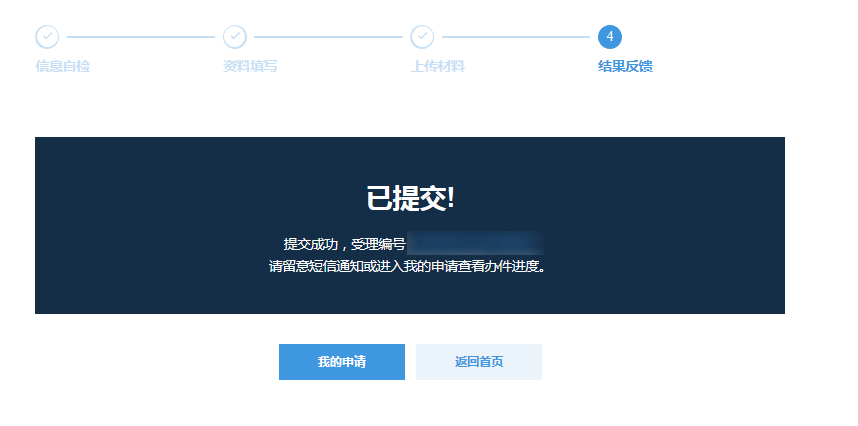 4
信息自检
资料填写
上传材料
结果反馈
已提交!
提交成功，受理编号
请留意短信通知或进入我的申请查看办件进度。
我的申请
返回首页